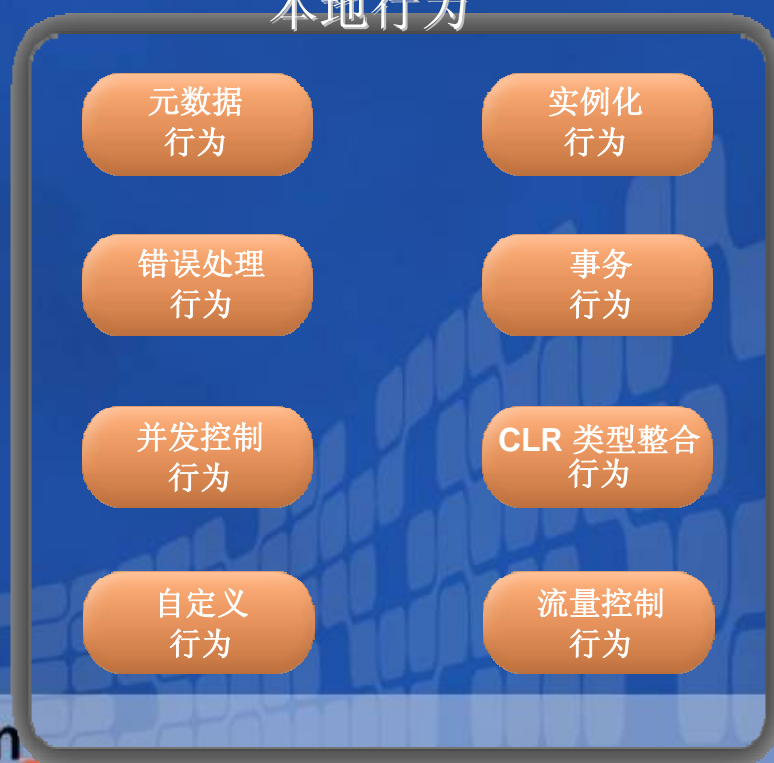 本地行为
元数据
行为
实例化
行为
错误处理
行为
事务
行为
并发控制
行为
CLR 类型整合
行为
自定义
行为
流量控制
行为